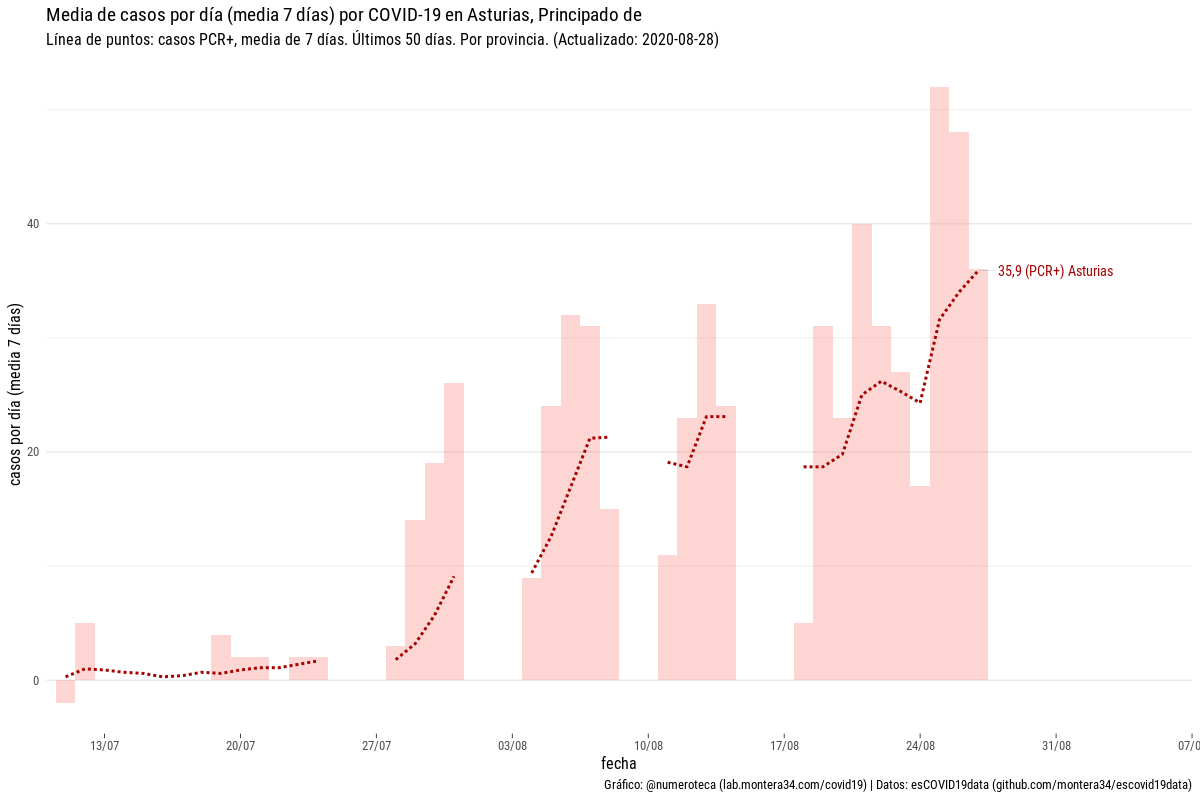 Media de casos por día (media 7 días) por COVID-19 en Asturias, Principado de
Línea de puntos: casos PCR+, media de 7 días. Últimos 50 días. Por provincia. (Actualizado: 2020-08-28)
casos por día (media 7 días)
40
20
0
35,9 (PCR+) Asturias
13/07 20/07 27/07 03/08 10/08 17/08 24/08 31/08 07/0
fecha
Gráfico: @numeroteca (lab.montera34.com/covid19) | Datos: esCOVID19data (github.com/montera34/escovid19data)